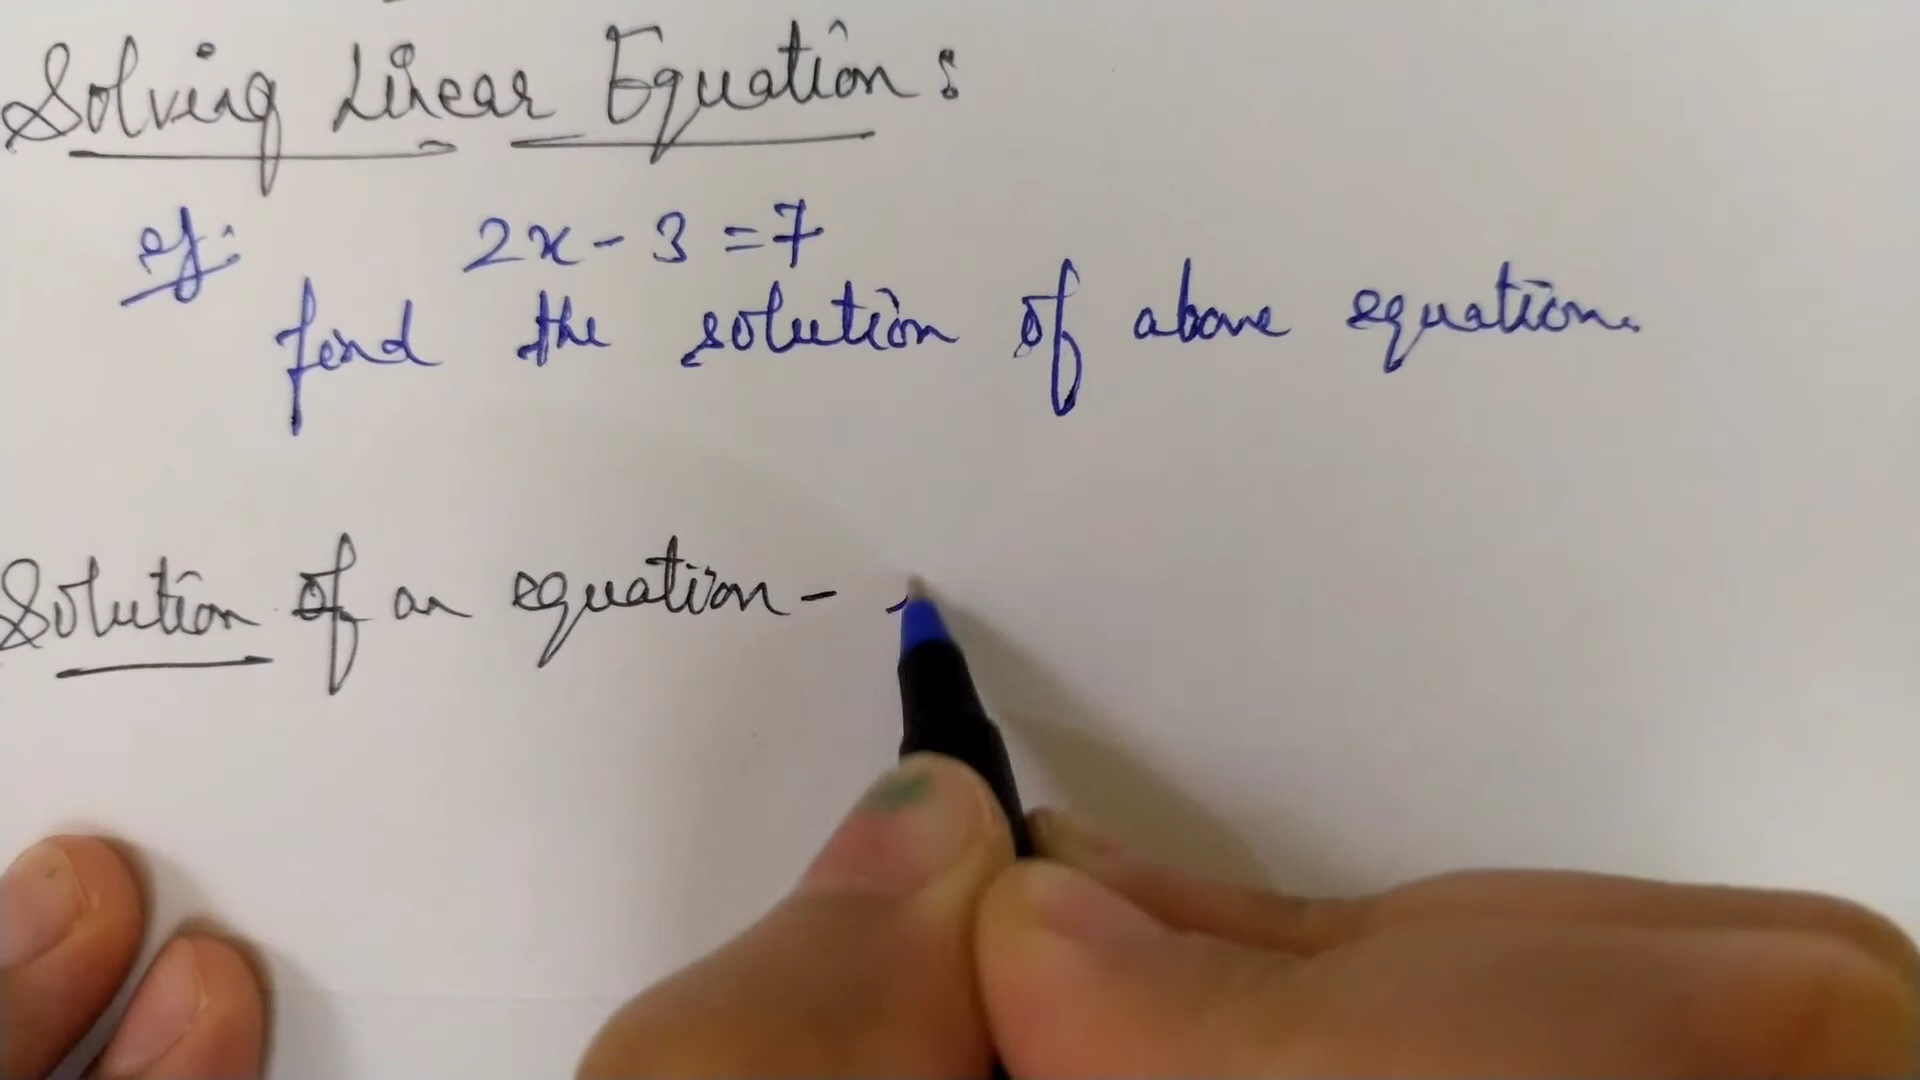 Solving Linear Equation:
eg: 2x - 3 = 7
find the solution of above equation.
Solution of an equation -